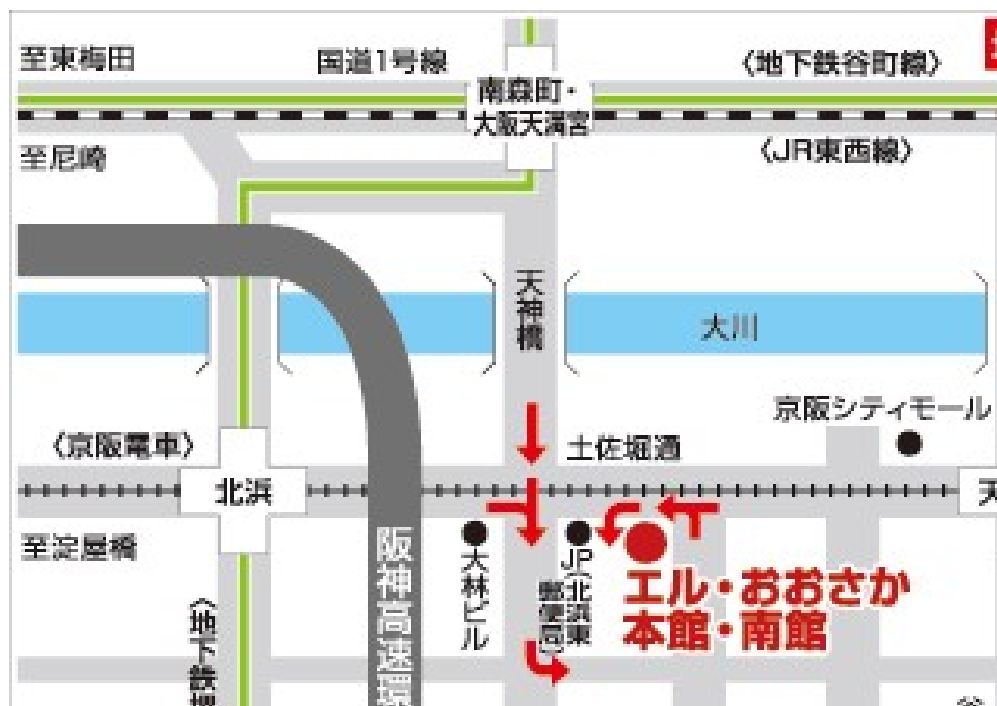 至東梅田
国道1号線
〈地下鉄谷町線〉
南森町・
大阪天満宮
至尼崎
〈JR東西線〉
天神橋
大川
京阪シティモール
〈京阪電車〉
土佐堀通
北浜
天
至淀屋橋
阪神高速環
大林ビル
JP(北浜東
郵便局)
エル・おおさか
本館・南館
〈地下鉄